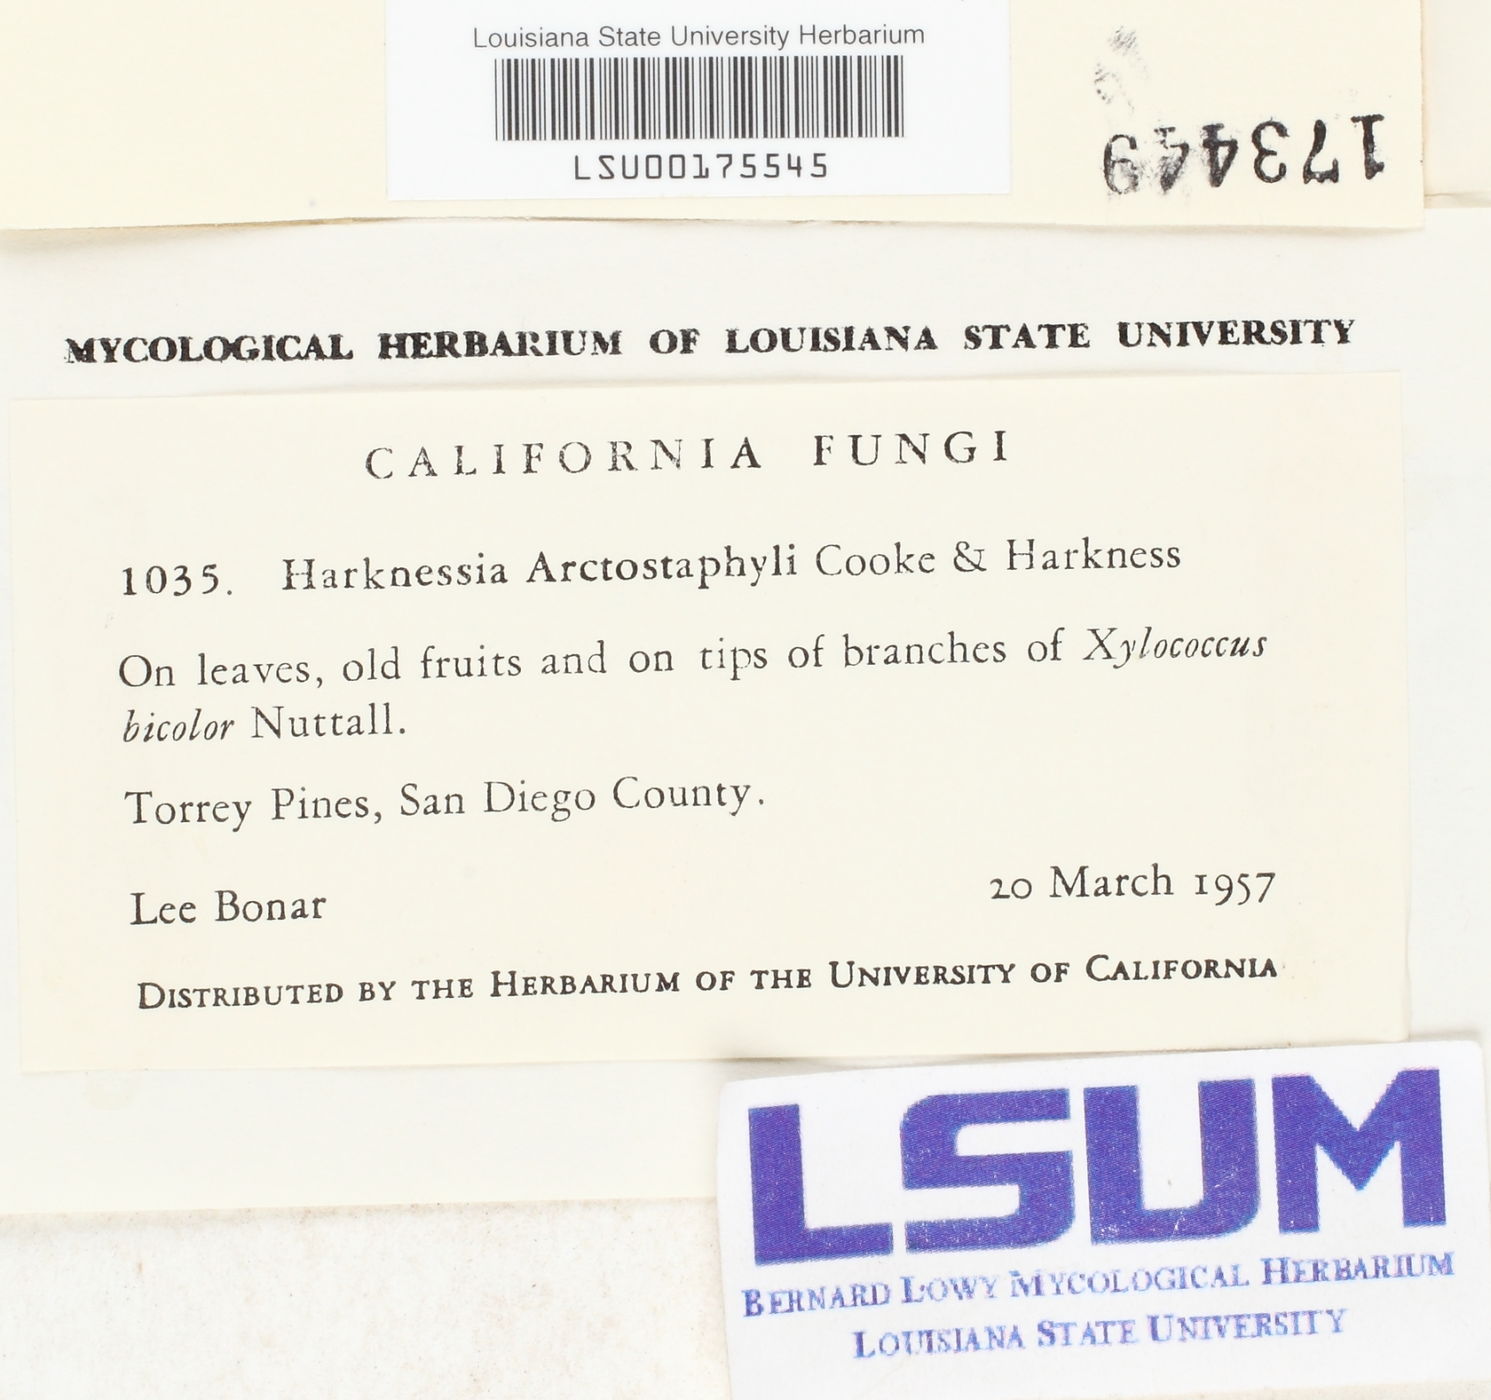 Louisiana State University Herbarium
LSU00175545
173449
MYCOLOGICAL HERBARIUM OF LOUISIANA STATE UNIVERSITY
CALIFORNIA FUNGI
1035. Harknessia Arctostaphyli Cooke & Harkness
On leaves, old fruits and on tips of branches of Xylococcus
bicolor Nuttall.
Torrey Pines, San Diego County.
Lee Bonar 20 March 1957
DISTRIBUTED BY THE HERBARIUM OF THE UNIVERSITY OF CALIFORNIA
LSUM
BERNARD LOWY MYCOLOGICAL HERBARIUM
LOUISIANA STATE UNIVERSITY